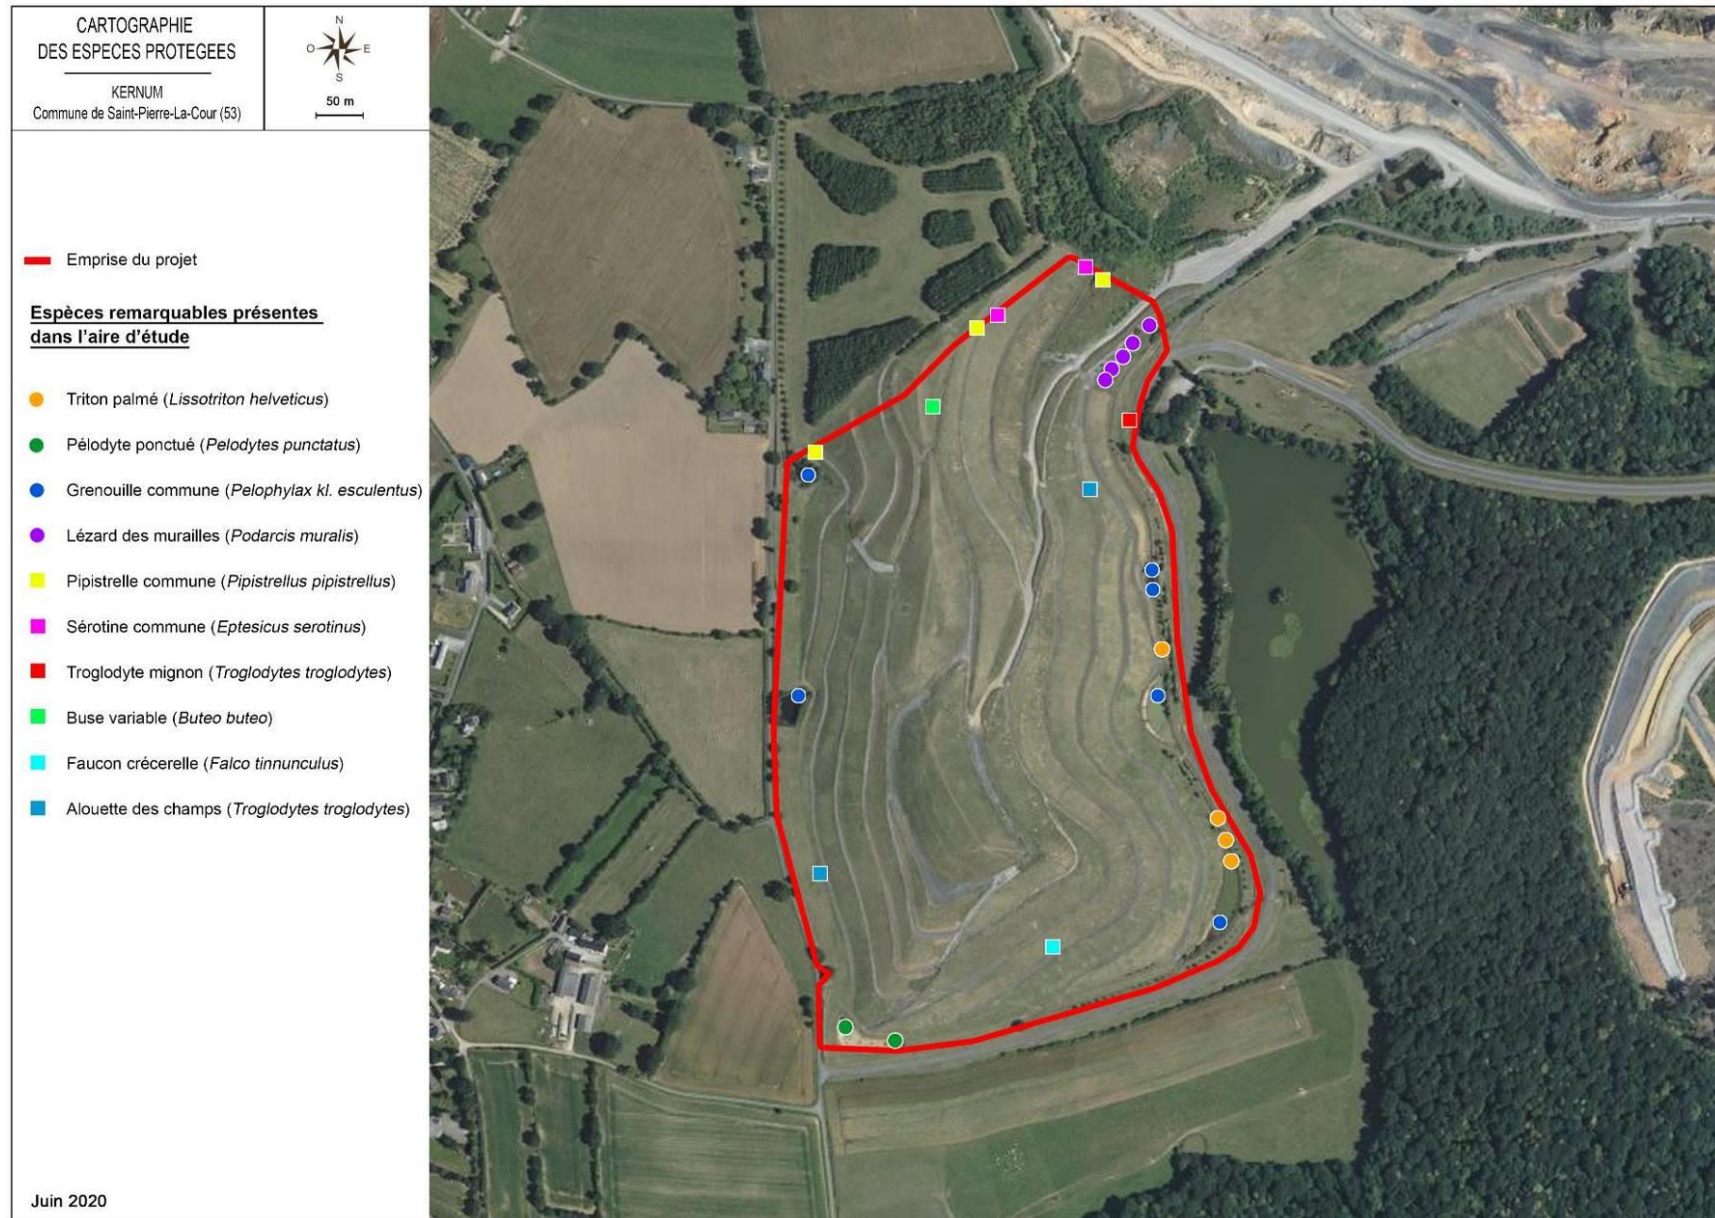 CARTOGRAPHIE
DES ESPECES PROTEGEES
KERNUM
Commune de Saint-Pierre-La-Cour (53)
N
O
E
S
50 m
Emprise du projet
Espèces remarquables présentes
dans l'aire d'étude
Triton palmé (Lissotriton helveticus)
Pélodyte ponctué (Pelodytes punctatus)
Grenouille commune (Pelophylax kl. esculentus)
Lézard des murailles (Podarcis muralis)
Pipistrelle commune (Pipistrellus pipistrellus)
Sérotine commune (Eptesicus serotinus)
Troglodyte mignon (Troglodytes troglodytes)
Buse variable (Buteo buteo)
Faucon crécerelle (Falco tinnunculus)
Alouette des champs (Troglodytes troglodytes)
Juin 2020